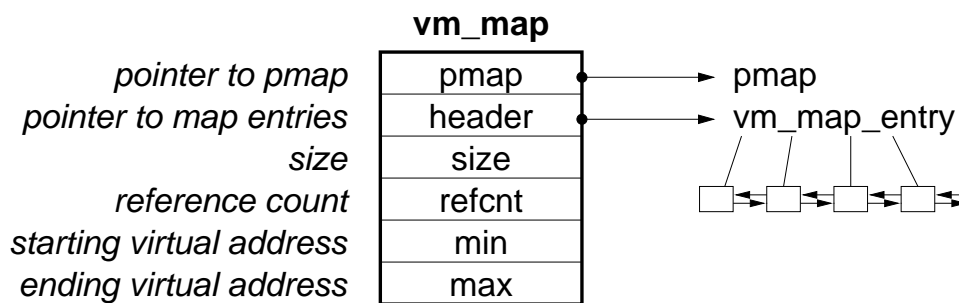 vm_map
pointer to pmap pmap pmap
pointer to map entries header vm_map_entry
size size
reference count refcnt
starting virtual address min
ending virtual address max